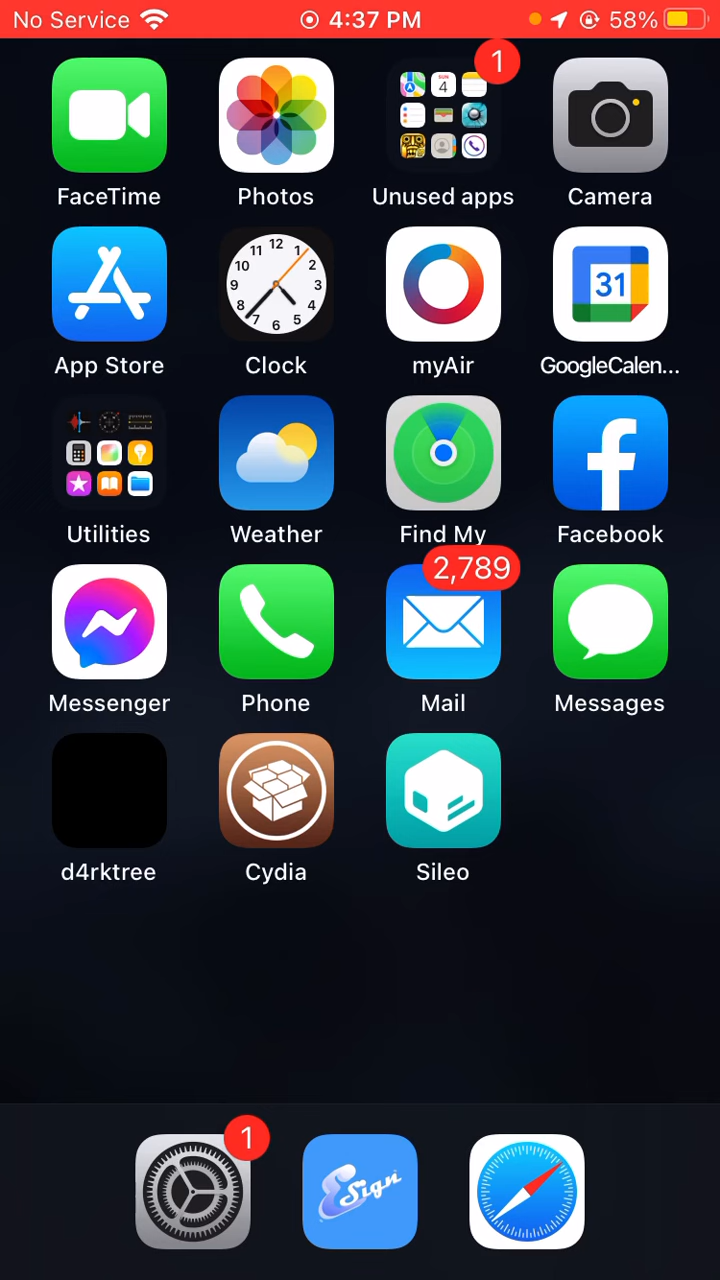 No Service 4:37 PM 58%
1
FaceTime Photos Unused apps Camera
31
App Store Clock myAir GoogleCalen...
Utilities Weather Find My Facebook
2,789
Messenger Phone Mail Messages
d4rktree Cydia Sileo
1
ESign